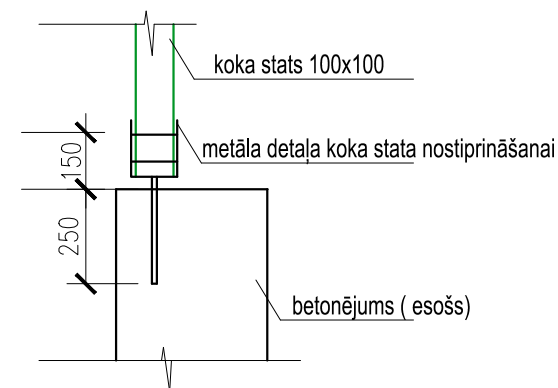 koka stats 100x100
metāla detaļa koka stata nostiprināšanai
150
250
betonējums ( esošs)